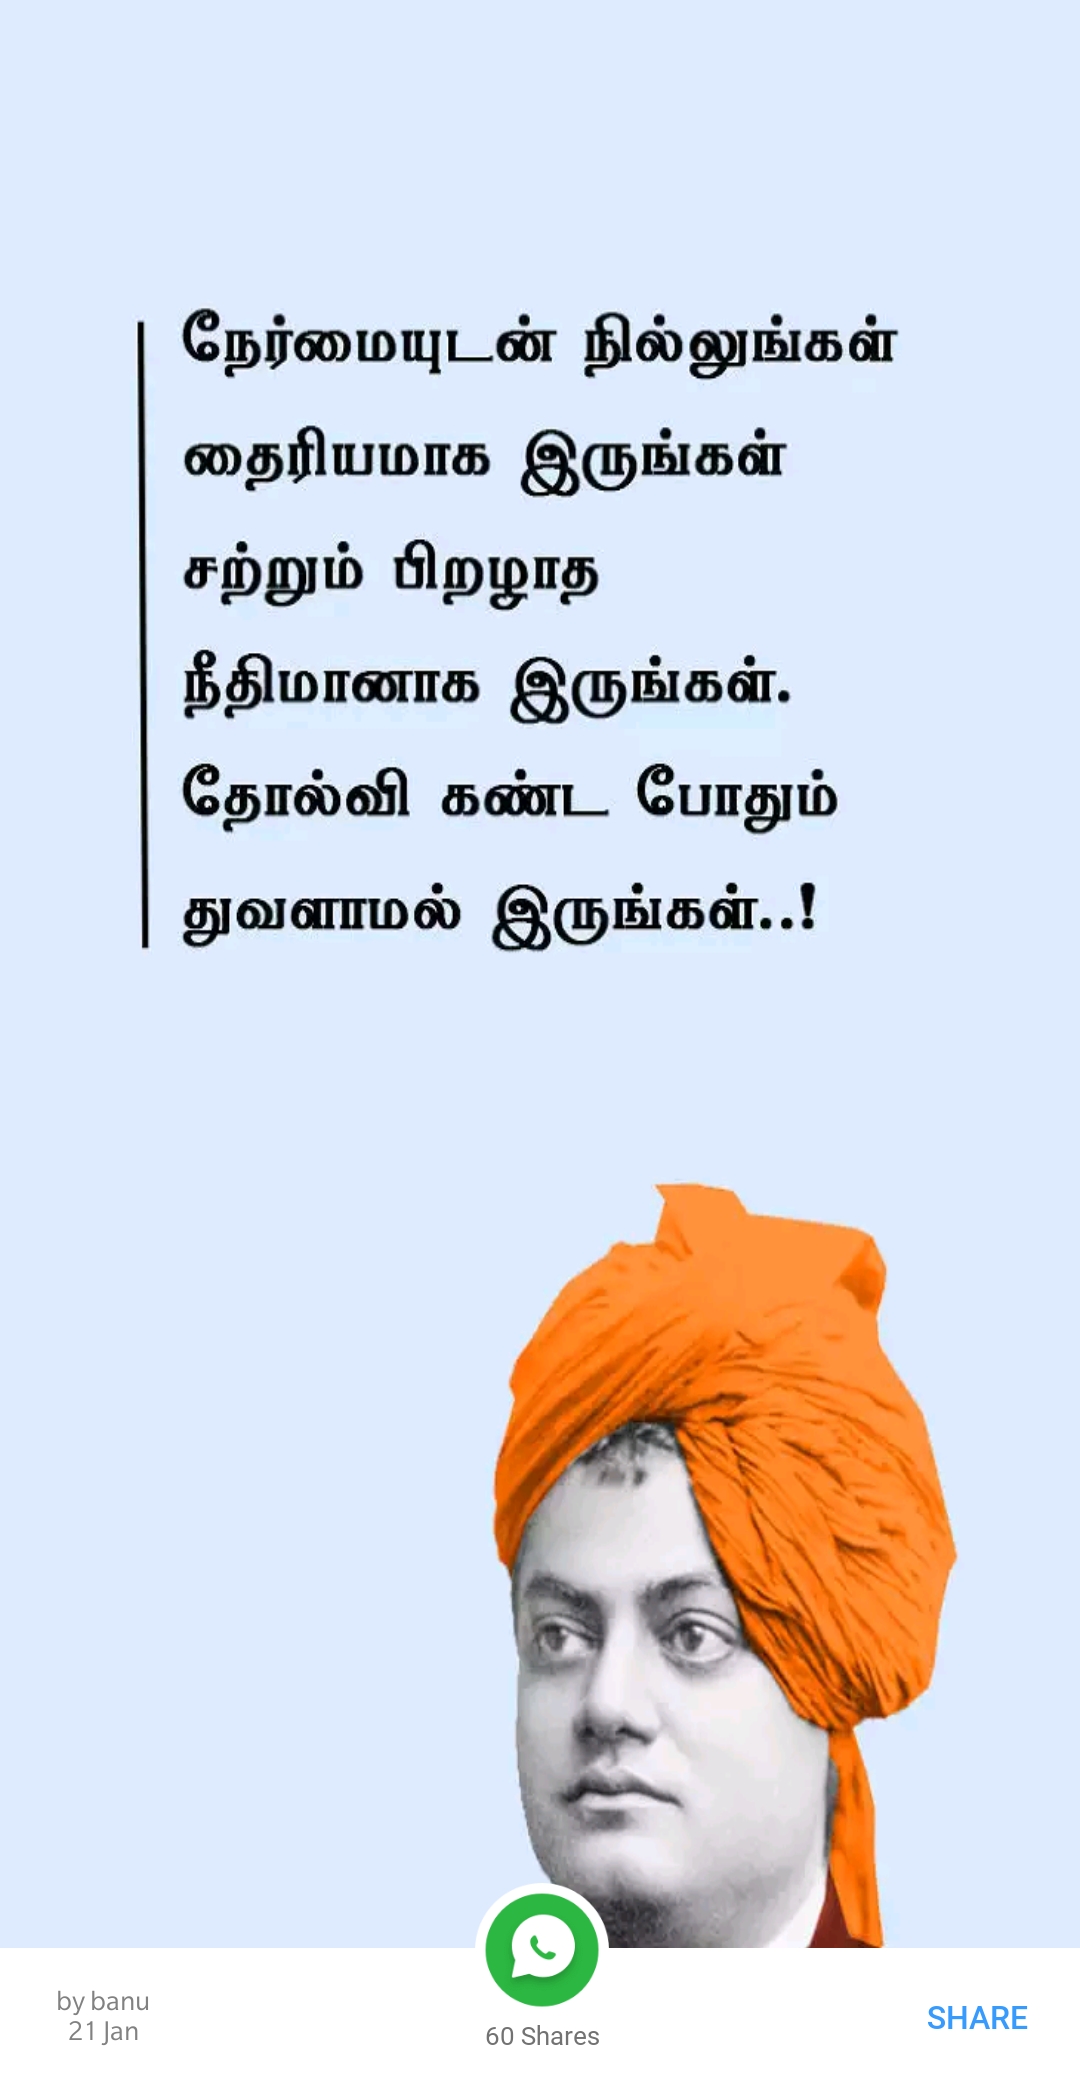 நேர்மையுடன் நில்லுங்கள்
தைரியமாக இருங்கள்
சற்றும் பிறழாத
நீதிமானாக இருங்கள்.
தோல்வி கண்ட போதும்
துவளாமல் இருங்கள்..!
by banu
21 Jan
60 Shares
SHARE